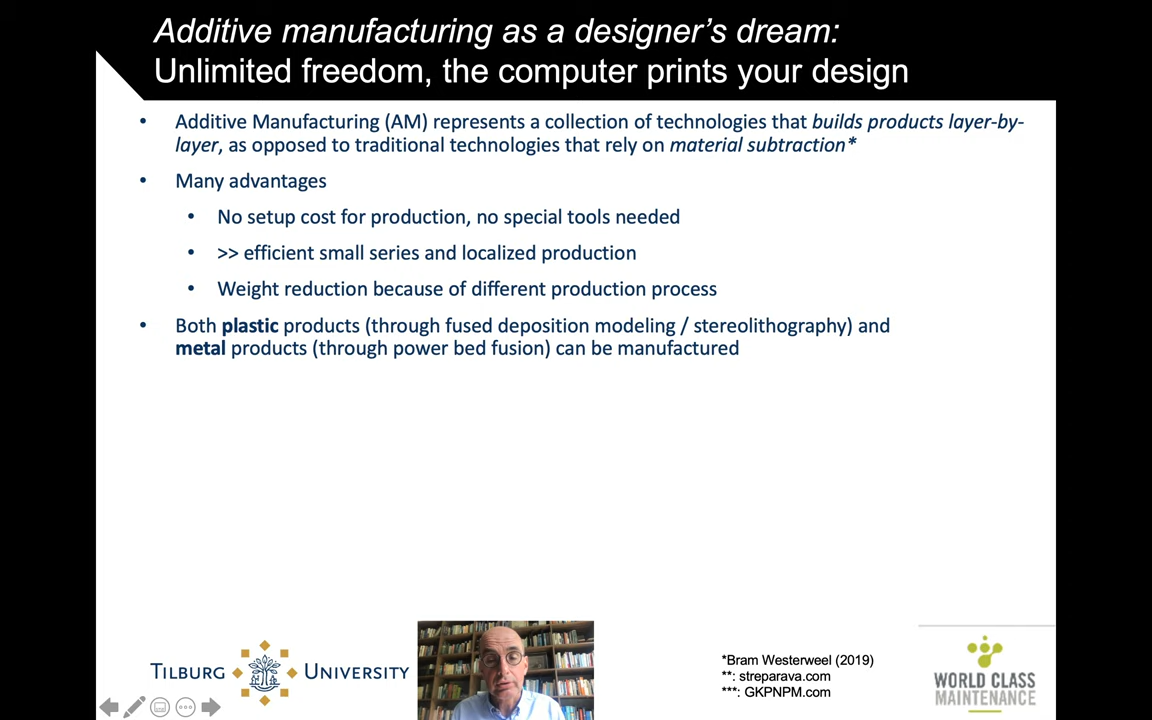 Additive manufacturing as a designer's dream:
Unlimited freedom, the computer prints your design
• Additive Manufacturing (AM) represents a collection of technologies that builds products layer-by-
layer, as opposed to traditional technologies that rely on material subtraction*
• Many advantages
• No setup cost for production, no special tools needed
• >> efficient small series and localized production
• Weight reduction because of different production process
• Both plastic products (through fused deposition modeling / stereolithography) and
metal products (through power bed fusion) can be manufactured
TILBURG UNIVERSITY
*Bram Westerweel (2019)
**: streparava.com
***: GKPNPM.com
WORLD CLASS
MAINTENANCE